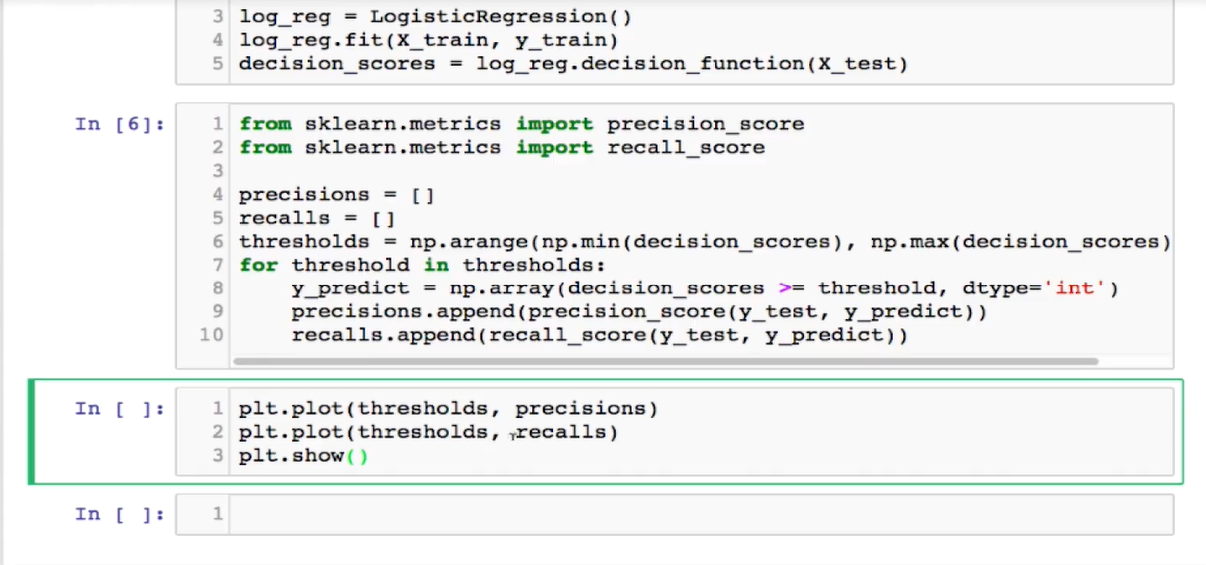 3 log_reg = LogisticRegression()
4 log_reg.fit(X_train, y_train)
5 decision_scores = log_reg.decision_function(X_test)
In [6]:
1 from sklearn.metrics import precision_score
2 from sklearn.metrics import recall_score
3
4 precisions = []
5 recalls = []
6 thresholds = np.arange(np.min(decision_scores), np.max(decision_scores)
7 for threshold in thresholds:
8     y_predict = np.array(decision_scores >= threshold, dtype='int')
9     precisions.append(precision_score(y_test, y_predict))
10     recalls.append(recall_score(y_test, y_predict))
In [ ]:
1 plt.plot(thresholds, precisions)
2 plt.plot(thresholds, recalls)
3 plt.show()
In [ ]:
1